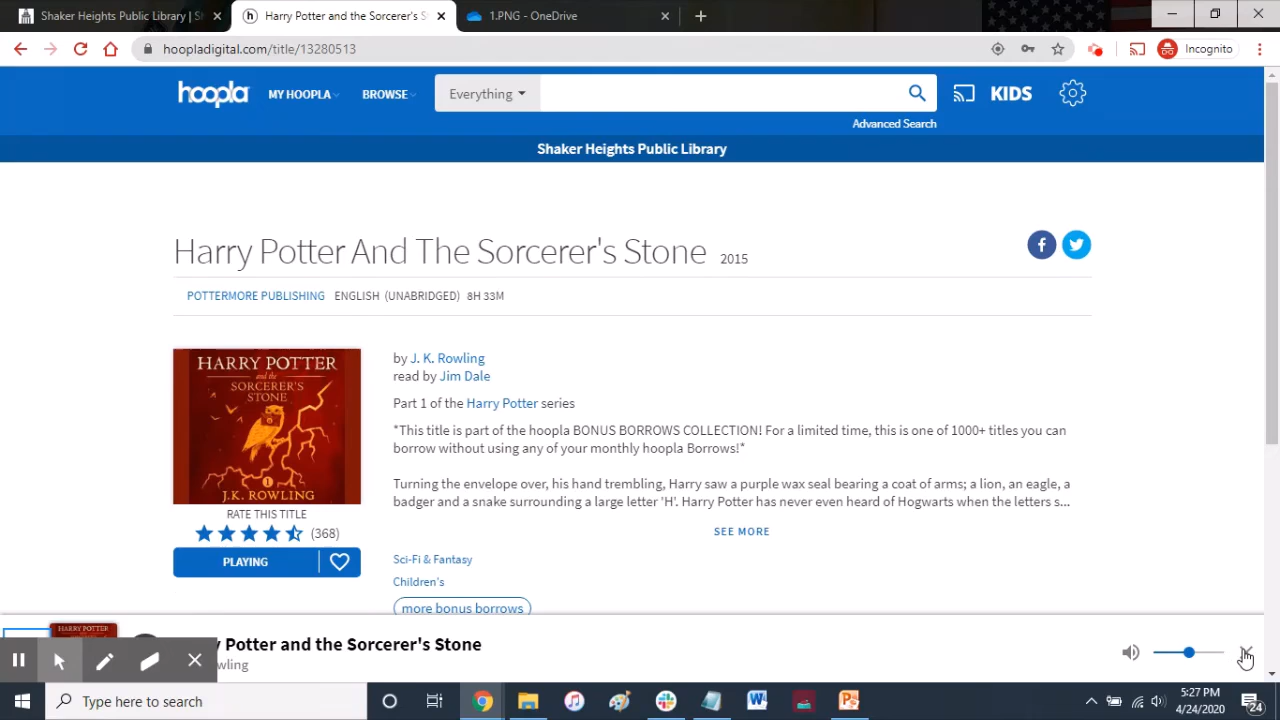 Shaker Heights Public Library |
Harry Potter and the Sorcerer's S
1.PNG - OneDrive
hoopladigital.com/title/13280513
Incognito
hoopla
MY HOOPLA
BROWSE
Everything
KIDS
Advanced Search
Shaker Heights Public Library
Harry Potter And The Sorcerer's Stone 2015
POTTERMORE PUBLISHING ENGLISH (UNABRIDGED) 8H 33M
HARRY POTTER
and the
SORCERER'S
STONE
1
J.K. ROWLING
by J. K. Rowling
read by Jim Dale
Part 1 of the Harry Potter series
*This title is part of the hoopla BONUS BORROWS COLLECTION! For a limited time, this is one of 1000+ titles you can
borrow without using any of your monthly hoopla Borrows!*
Turning the envelope over, his hand trembling, Harry saw a purple wax seal bearing a coat of arms; a lion, an eagle, a
badger and a snake surrounding a large letter 'H'. Harry Potter has never even heard of Hogwarts when the letters s...
SEE MORE
RATE THIS TITLE
(368)
PLAYING
Sci-Fi & Fantasy
Children's
more bonus borrows
HARRY POTTER
y Potter and the Sorcerer's Stone
wling
Type here to search
5:27 PM
4/24/2020
24